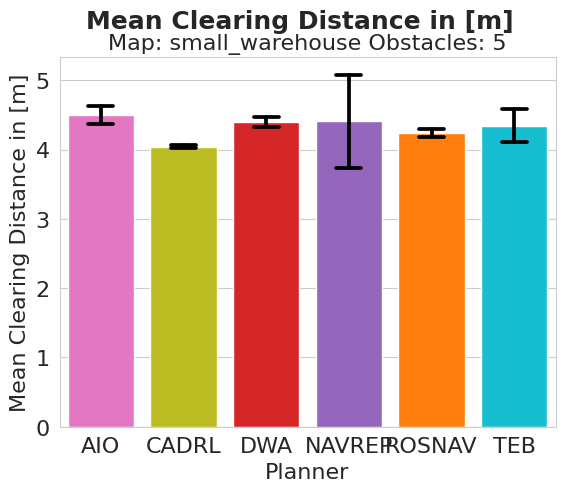 Mean Clearing Distance in [m]
Map: small_warehouse Obstacles: 5
Mean Clearing Distance in [m]
5
4
3
2
1
0
AIO CADRL DWA NAVREP ROSNAV TEB
Planner